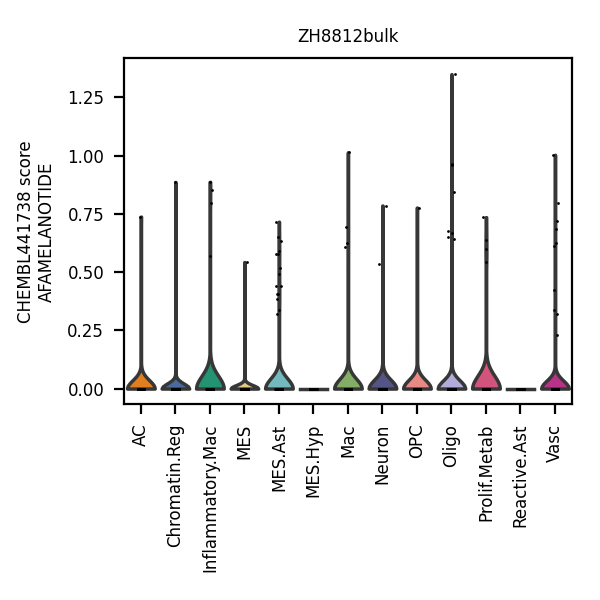 ZH8812bulk
CHEMBL441738 score
AFAMELANOTIDE
1.25
1.00
0.75
0.50
0.25
0.00
AC
Chromatin.Reg
Inflammatory.Mac
MES
MES.Ast
MES.Hyp
Mac
Neuron
OPC
Oligo
Prolif.Metab
Reactive.Ast
Vasc